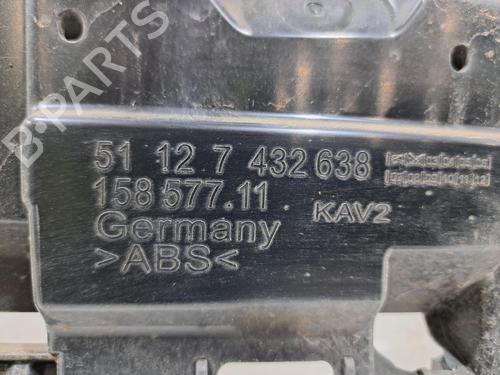 B-PARTS
51 12 7 432 638
158 577.11 KAV2
Germany
>ABS<